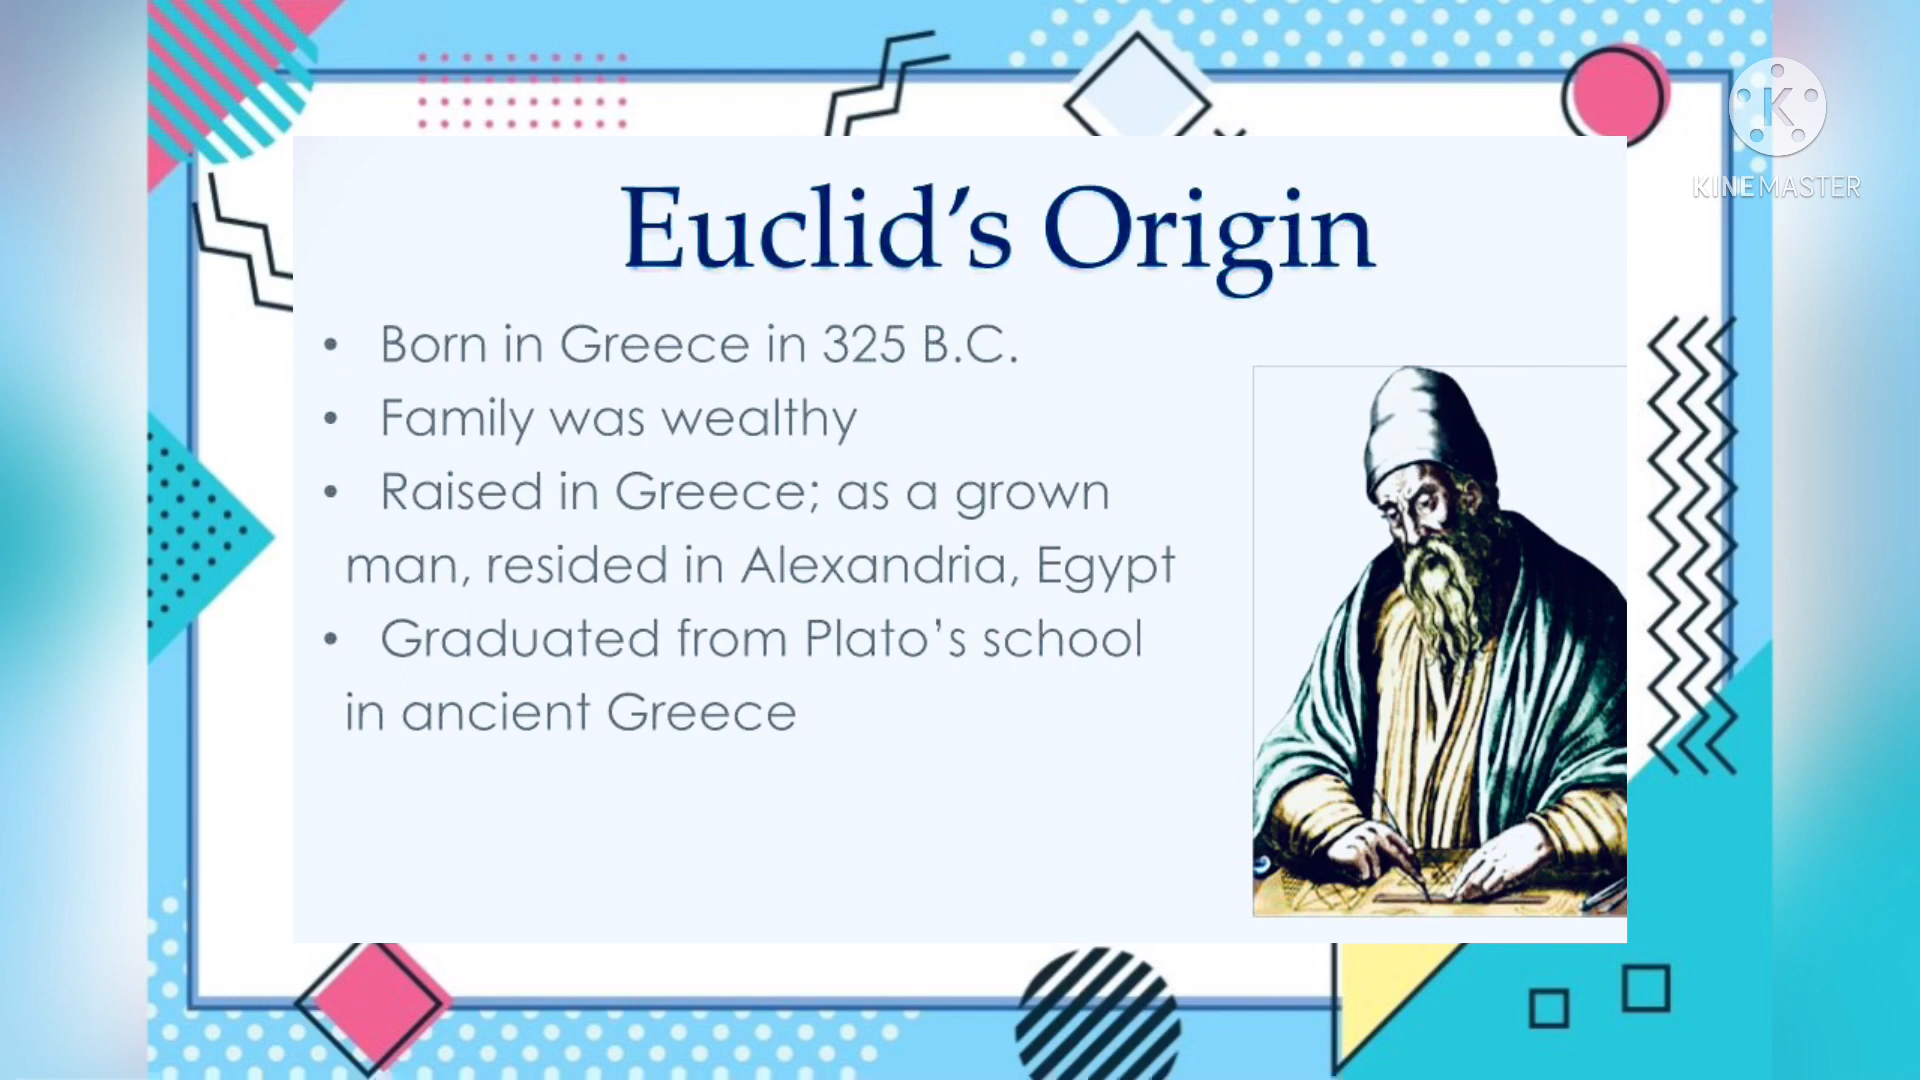 Euclid’s Origin
• Born in Greece in 325 B.C.
• Family was wealthy
• Raised in Greece; as a grown
man, resided in Alexandria, Egypt
• Graduated from Plato’s school
in ancient Greece
K
KINEMASTER